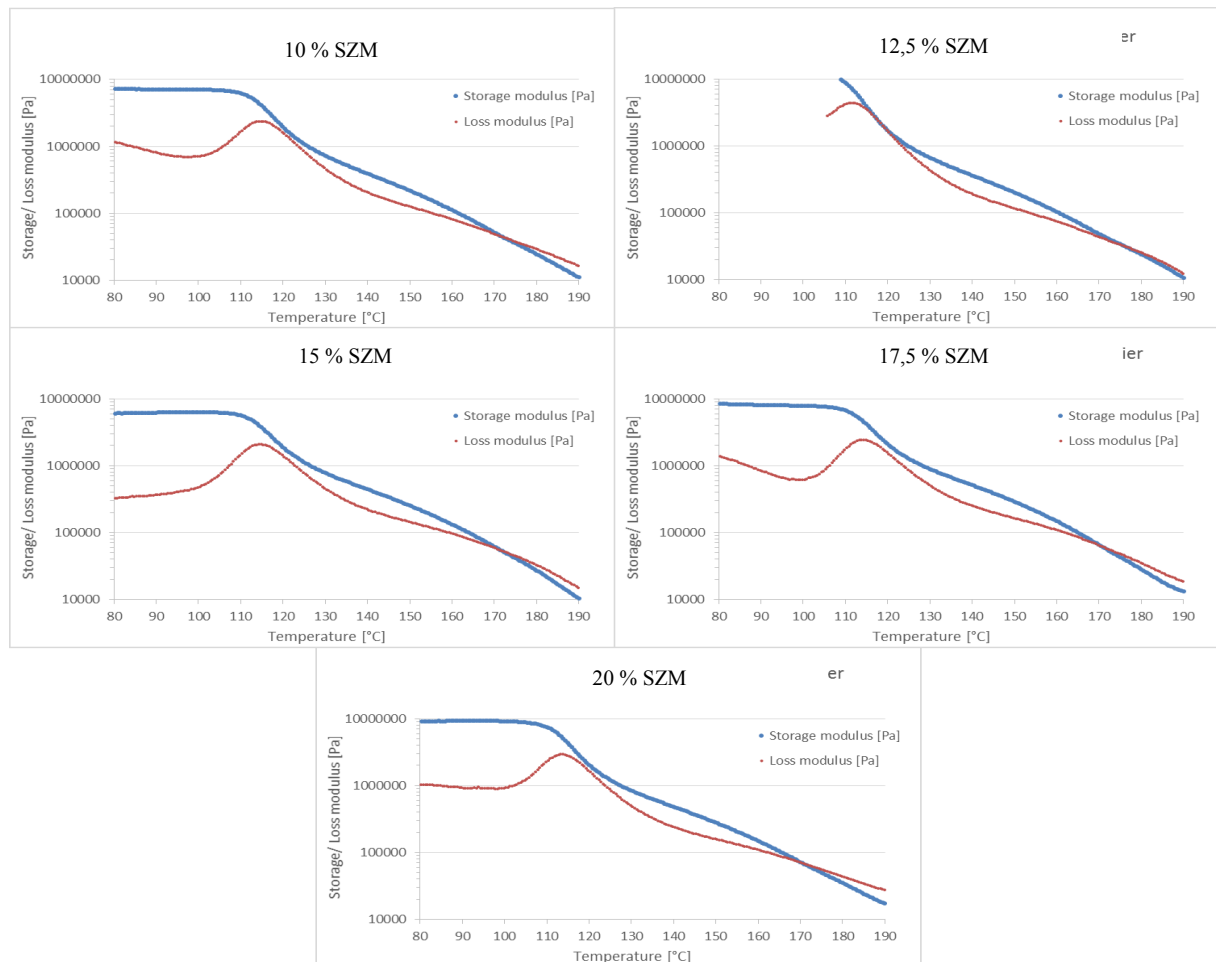 10 % SZM
10000000
1000000
100000
10000
Storage/ Loss modulus [Pa]
Storage modulus [Pa]
Loss modulus [Pa]
80 90 100 110 120 130 140 150 160 170 180 190
Temperature [°C]
12,5 % SZM
er
10000000
1000000
100000
10000
Storage/ Loss modulus [Pa]
Storage modulus [Pa]
Loss modulus [Pa]
80 90 100 110 120 130 140 150 160 170 180 190
Temperature [°C]
15 % SZM
10000000
1000000
100000
10000
Storage/ Loss modulus [Pa]
Storage modulus [Pa]
Loss modulus [Pa]
80 90 100 110 120 130 140 150 160 170 180 190
Temperature [°C]
17,5 % SZM
ier
10000000
1000000
100000
10000
Storage/ Loss modulus [Pa]
Storage modulus [Pa]
Loss modulus [Pa]
80 90 100 110 120 130 140 150 160 170 180 190
Temperature [°C]
20 % SZM
er
10000000
1000000
100000
10000
Storage/ Loss modulus [Pa]
Storage modulus [Pa]
Loss modulus [Pa]
80 90 100 110 120 130 140 150 160 170 180 190
Temperature [°C]